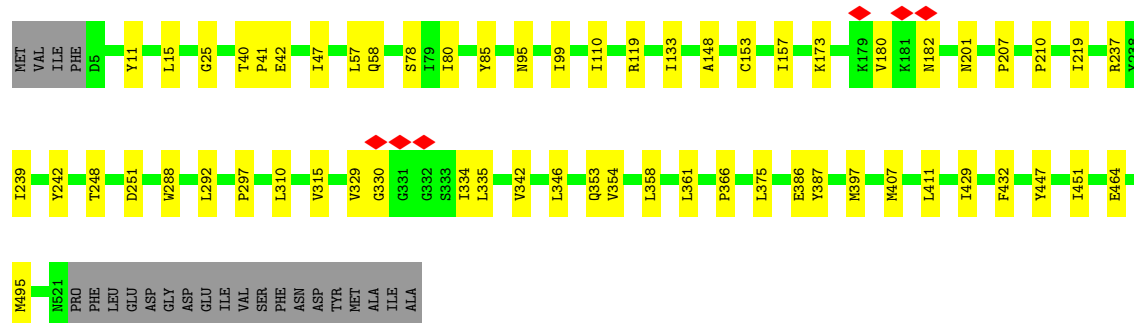 MET VAL ILE PHE D5 Y11 L15 G25 T40 P41 E42 I47 L57 Q58 S78 I79 I80 Y85 N95 I99 I110 R119 I133 A148 C153 I157 K173 K179 V180 K181 N182 N201 P207 P210 I219 R237 Y238
I239 Y242 T248 D251 W288 L292 P297 L310 V315 V329 G330 G331 G332 S333 I334 L335 V342 L346 Q353 V354 L358 L361 P366 L375 E386 Y387 M397 M407 L411 I429 F432 Y447 I451 E464
M495 N521 PRO PHE LEU GLU ASP GLY ASP GLU ILE VAL SER PHE ASN ASP TYR MET ALA ILE ALA